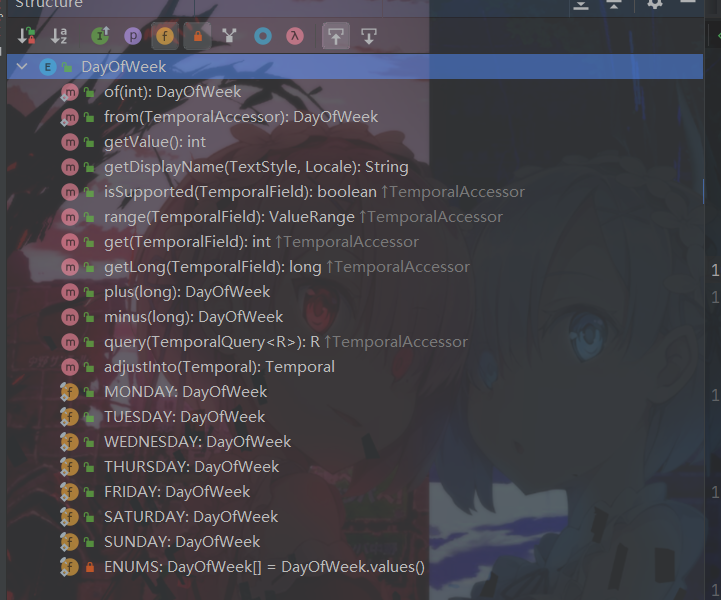 Structure
DayOfWeek
of(int): DayOfWeek
from(TemporalAccessor): DayOfWeek
getValue(): int
getDisplayName(TextStyle, Locale): String
isSupported(TemporalField): boolean ↑TemporalAccessor
range(TemporalField): ValueRange ↑TemporalAccessor
get(TemporalField): int ↑TemporalAccessor
getLong(TemporalField): long ↑TemporalAccessor
plus(long): DayOfWeek
minus(long): DayOfWeek
query(TemporalQuery<R>): R ↑TemporalAccessor
adjustInto(Temporal): Temporal
MONDAY: DayOfWeek
TUESDAY: DayOfWeek
WEDNESDAY: DayOfWeek
THURSDAY: DayOfWeek
FRIDAY: DayOfWeek
SATURDAY: DayOfWeek
SUNDAY: DayOfWeek
ENUMS: DayOfWeek[] = DayOfWeek.values()